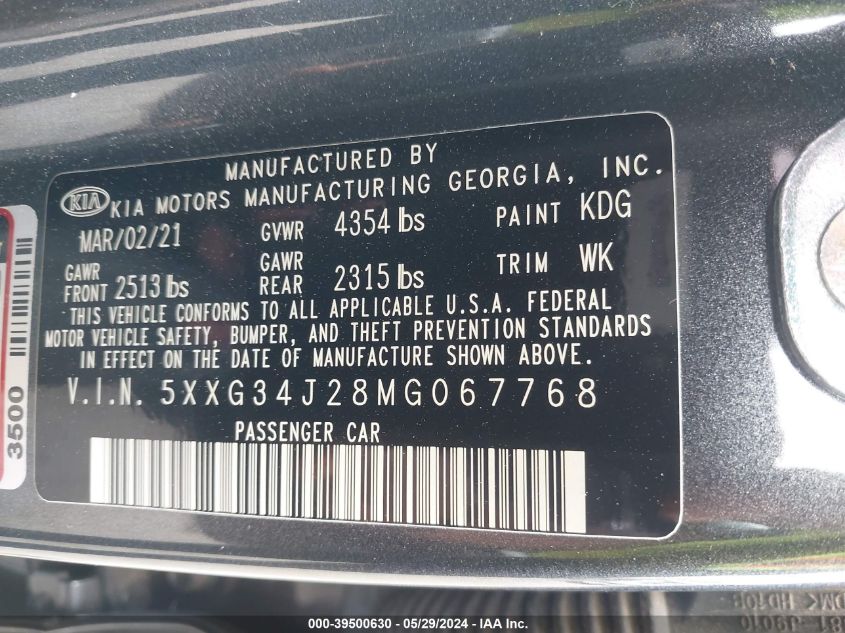 MANUFACTURED BY
KIA KIA MOTORS MANUFACTURING GEORGIA, INC.
MAR/02/21 GVWR 4354 lbs PAINT KDG
GAWR FRONT 2513 lbs GAWR REAR 2315 lbs TRIM WK
THIS VEHICLE CONFORMS TO ALL APPLICABLE U.S.A. FEDERAL
MOTOR VEHICLE SAFETY, BUMPER, AND THEFT PREVENTION STANDARDS
IN EFFECT ON THE DATE OF MANUFACTURE SHOWN ABOVE.
V.I.N. 5XXG34J28MG067768
PASSENGER CAR
3500
000-39500630 - 05/29/2024 - IAA Inc.